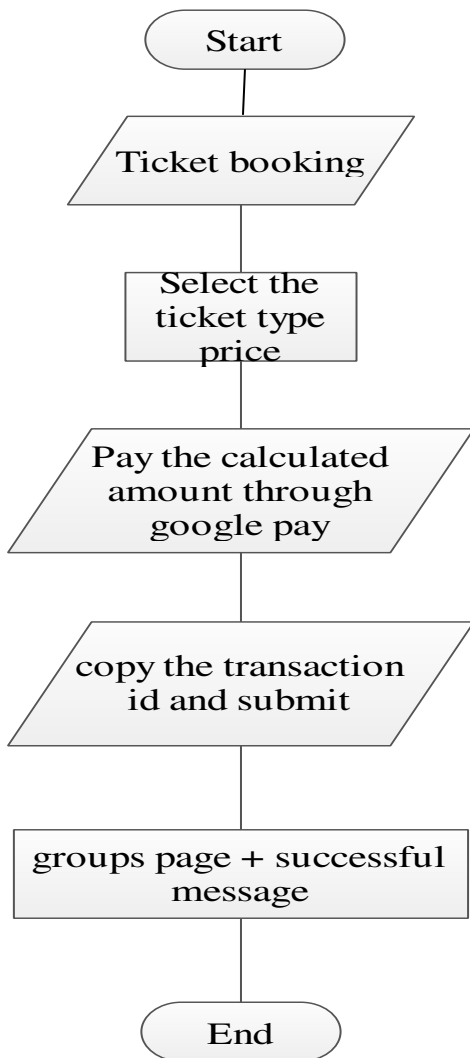 Start
Ticket booking
Select the
ticket type
price
Pay the calculated
amount through
google pay
copy the transaction
id and submit
groups page + successful
message
End